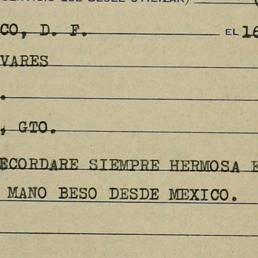 CO, D. F. EL 16
VARES
.
, GTO.
ECORDARE SIEMPRE HERMOSA
MANO BESO DESDE MEXICO.